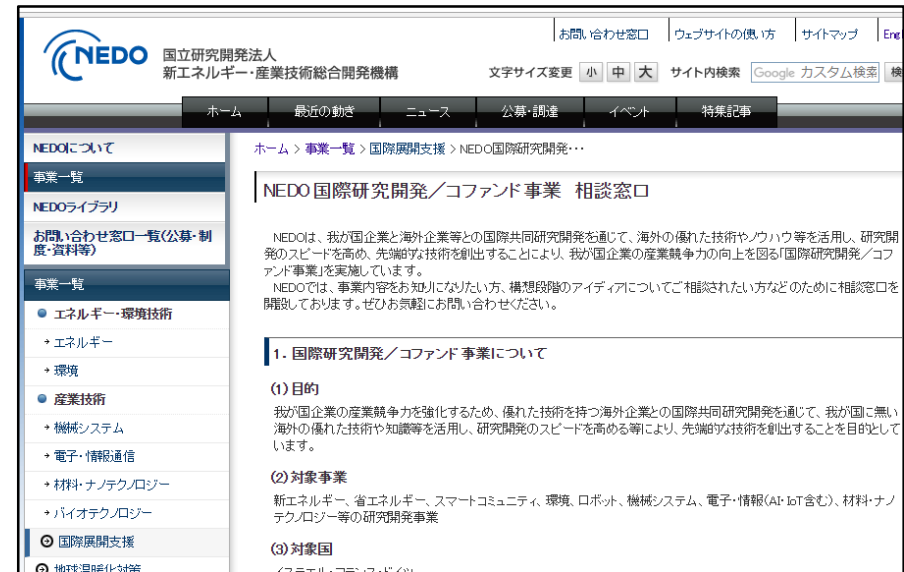 お問い合わせ窓口 ウェブサイトの使い方 サイトマップ
NEDO 国立研究開発法人
新エネルギー・産業技術総合開発機構
文字サイズ変更 小 中 大 サイト内検索 Google カスタム検索
ホーム 最近の動き ニュース 公募・調達 イベント 特集記事
NEDOについて
事業一覧
NEDOライブラリ
お問い合わせ窓口一覧(公募・制
度・資料等)
事業一覧
エネルギー・環境技術
エネルギー
環境
産業技術
機械システム
電子・情報通信
材料・ナノテクノロジー
バイオテクノロジー
国際展開支援
地球温暖化対策
ホーム > 事業一覧 > 国際展開支援 > NEDO国際研究開発・・・
NEDO国際研究開発/コファンド事業 相談窓口
NEDOは、我が国企業と海外企業等との国際共同研究開発を通じて、海外の優れた技術やノウハウ等を活用し、研究開
発のスピードを高め、先端的な技術を創出することにより、我が国企業の産業競争力の向上を図る「国際研究開発/コフ
ァンド事業」を実施しています。
NEDOでは、事業内容をお知りになりたい方、構想段階のアイディアについてご相談されたい方などのために相談窓口を
開設しております。ぜひお気軽にお問い合わせください。
1. 国際研究開発/コファンド事業について
(1)目的
我が国企業の産業競争力を強化するため、優れた技術を持つ海外企業との国際共同研究開発を通じて、我が国に無い
海外の優れた技術や知識等を活用し、研究開発のスピードを高める等により、先端的な技術を創出することを目的として
います。
(2)対象事業
新エネルギー、省エネルギー、スマートコミュニティ、環境、ロボット、機械システム、電子・情報(AI・IoT含む)、材料・ナノ
テクノロジー等の研究開発事業
(3)対象国